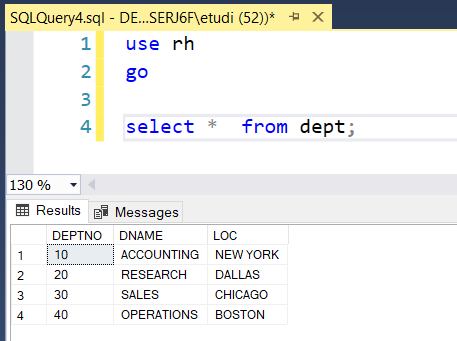 SQLQuery4.sql - DE...SERJ6F\etudi (52))*
1 use rh
2 go
3
4 select * from dept;
130 %
Results Messages
DEPTNO DNAME LOC
1 10 ACCOUNTING NEW YORK
2 20 RESEARCH DALLAS
3 30 SALES CHICAGO
4 40 OPERATIONS BOSTON